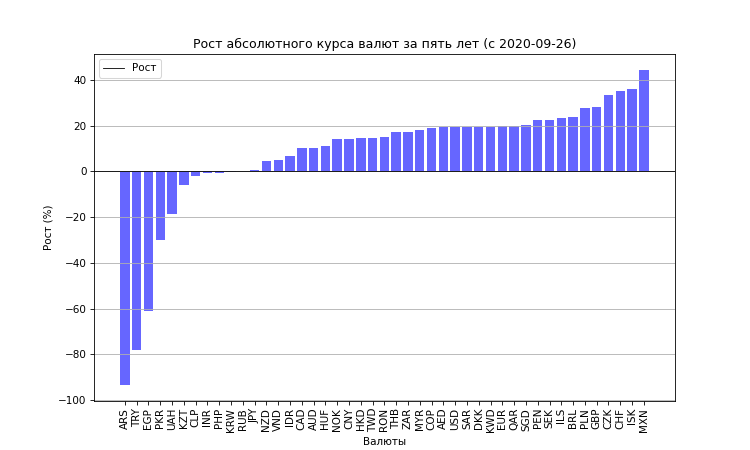 Рост абсолютного курса валют за пять лет (с 2020-09-26)
Рост
40
20
0
−20
−40
−60
−80
−100
Рост (%)
ARS TRY EGP PKR UAH KZT CLP INR PHP KRW RUB JPY NZD VND IDR CAD AUD HUF NOK CNY HKD TWD RON THB ZAR MYR COP AED USD SAR DKK KWD EUR QAR SGD PEN SEK ILS BRL PLN GBP CZK CHF ISK MXN
Валюты